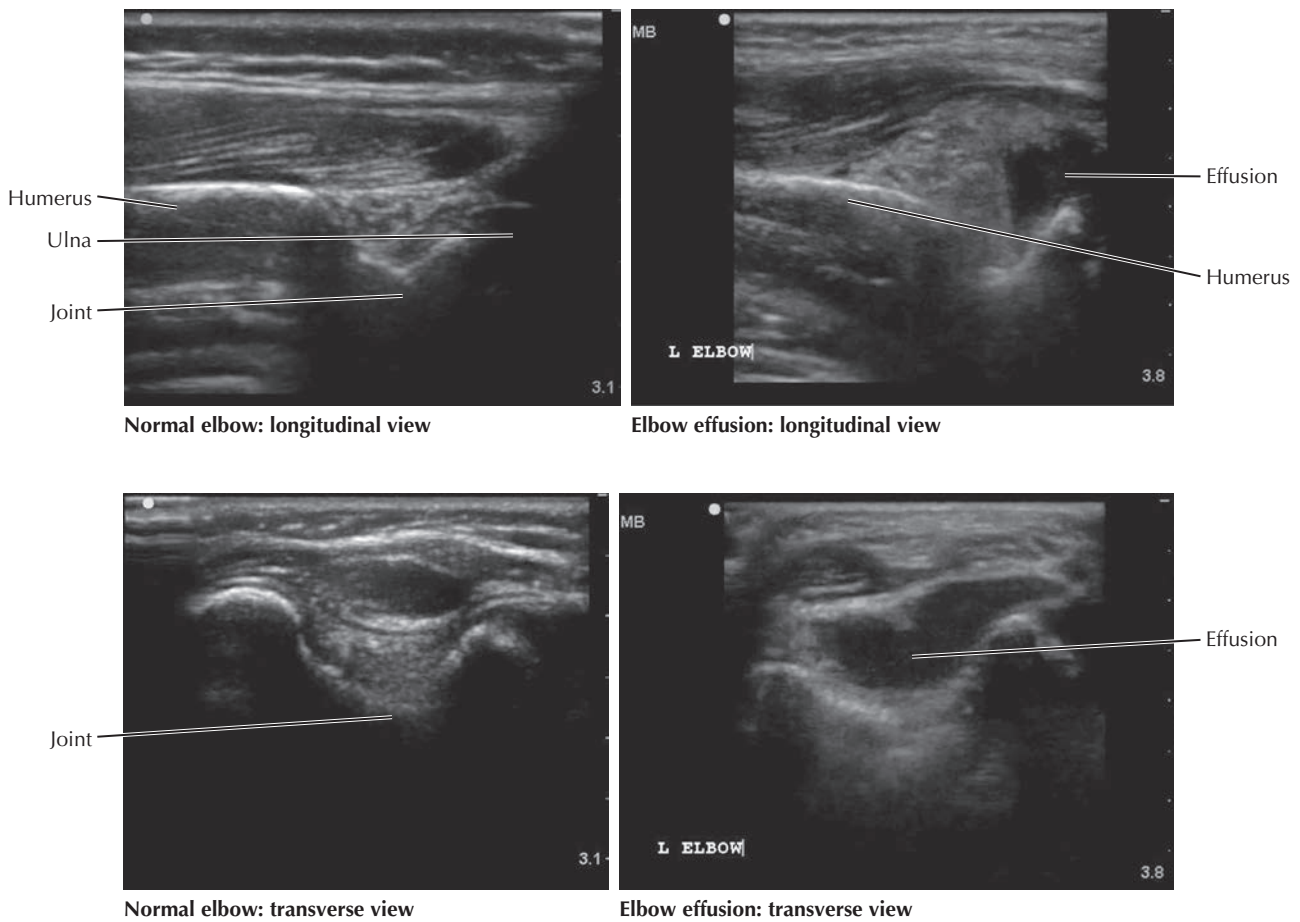 MB
Humerus
Ulna
Joint
Effusion
Humerus
L ELBOW
3.1
3.8
Normal elbow: longitudinal view
Elbow effusion: longitudinal view
MB
Effusion
Joint
L ELBOW
3.1
3.8
Normal elbow: transverse view
Elbow effusion: transverse view